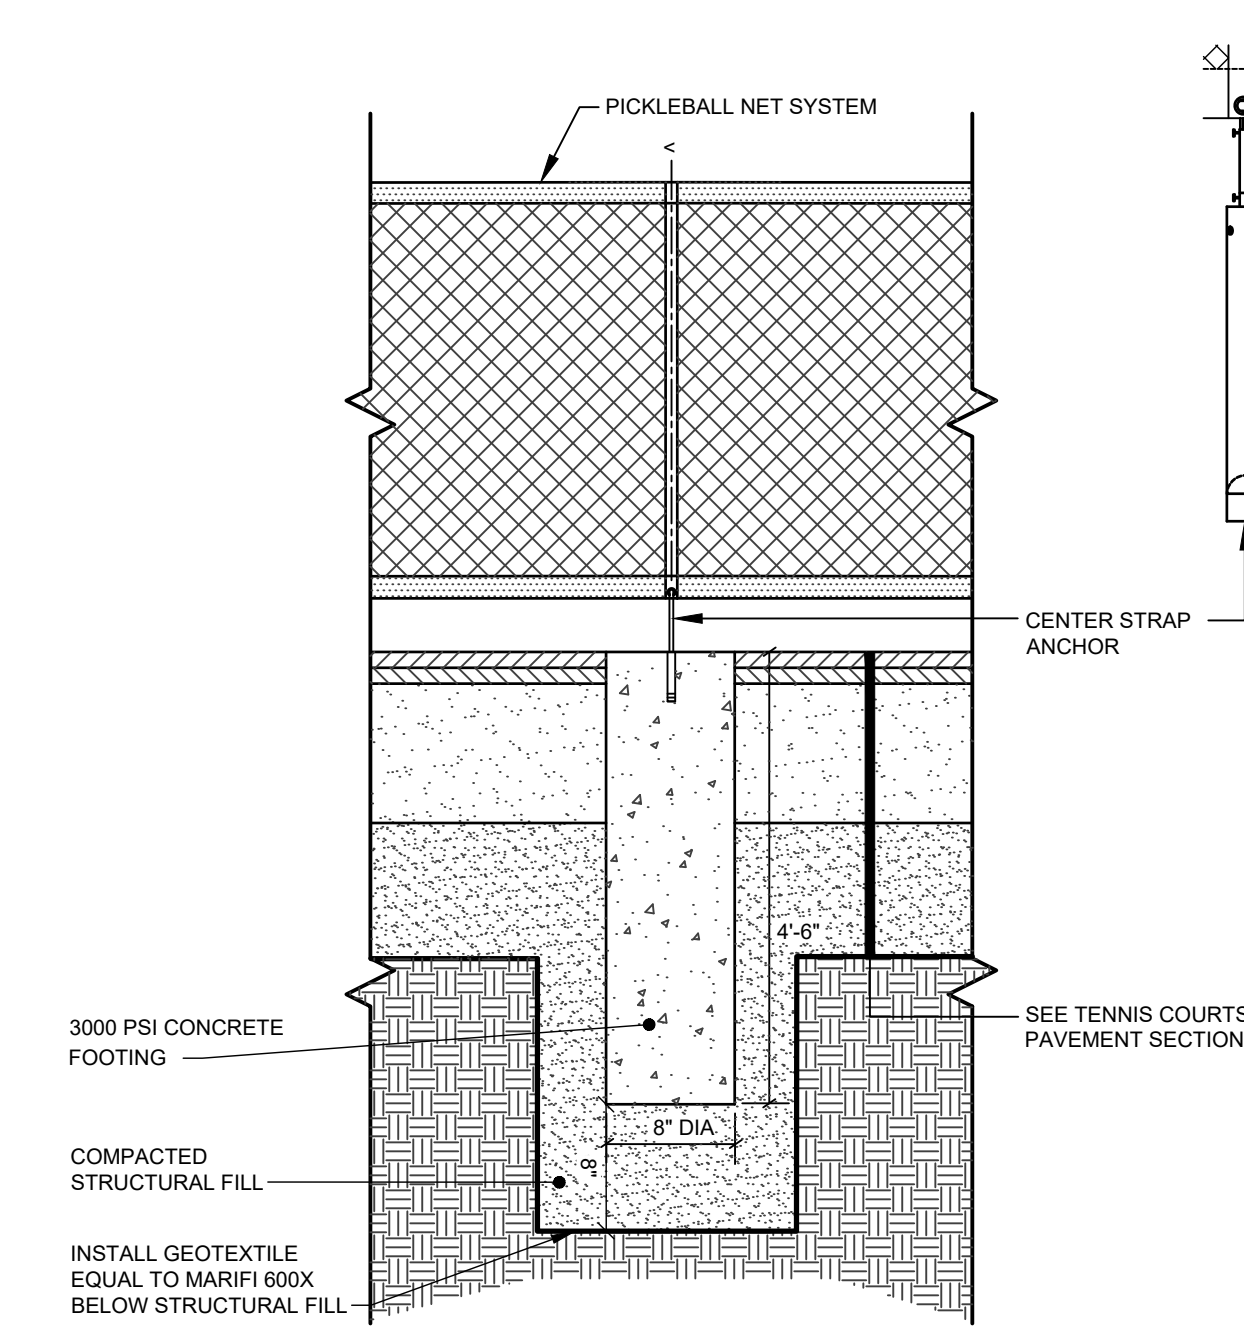 PICKLEBALL NET SYSTEM
CENTER STRAP
ANCHOR
4'-6"
3000 PSI CONCRETE
FOOTING
SEE TENNIS COURTS
PAVEMENT SECTION
8" DIA
8"
COMPACTED
STRUCTURAL FILL
INSTALL GEOTEXTILE
EQUAL TO MARIFI 600X
BELOW STRUCTURAL FILL